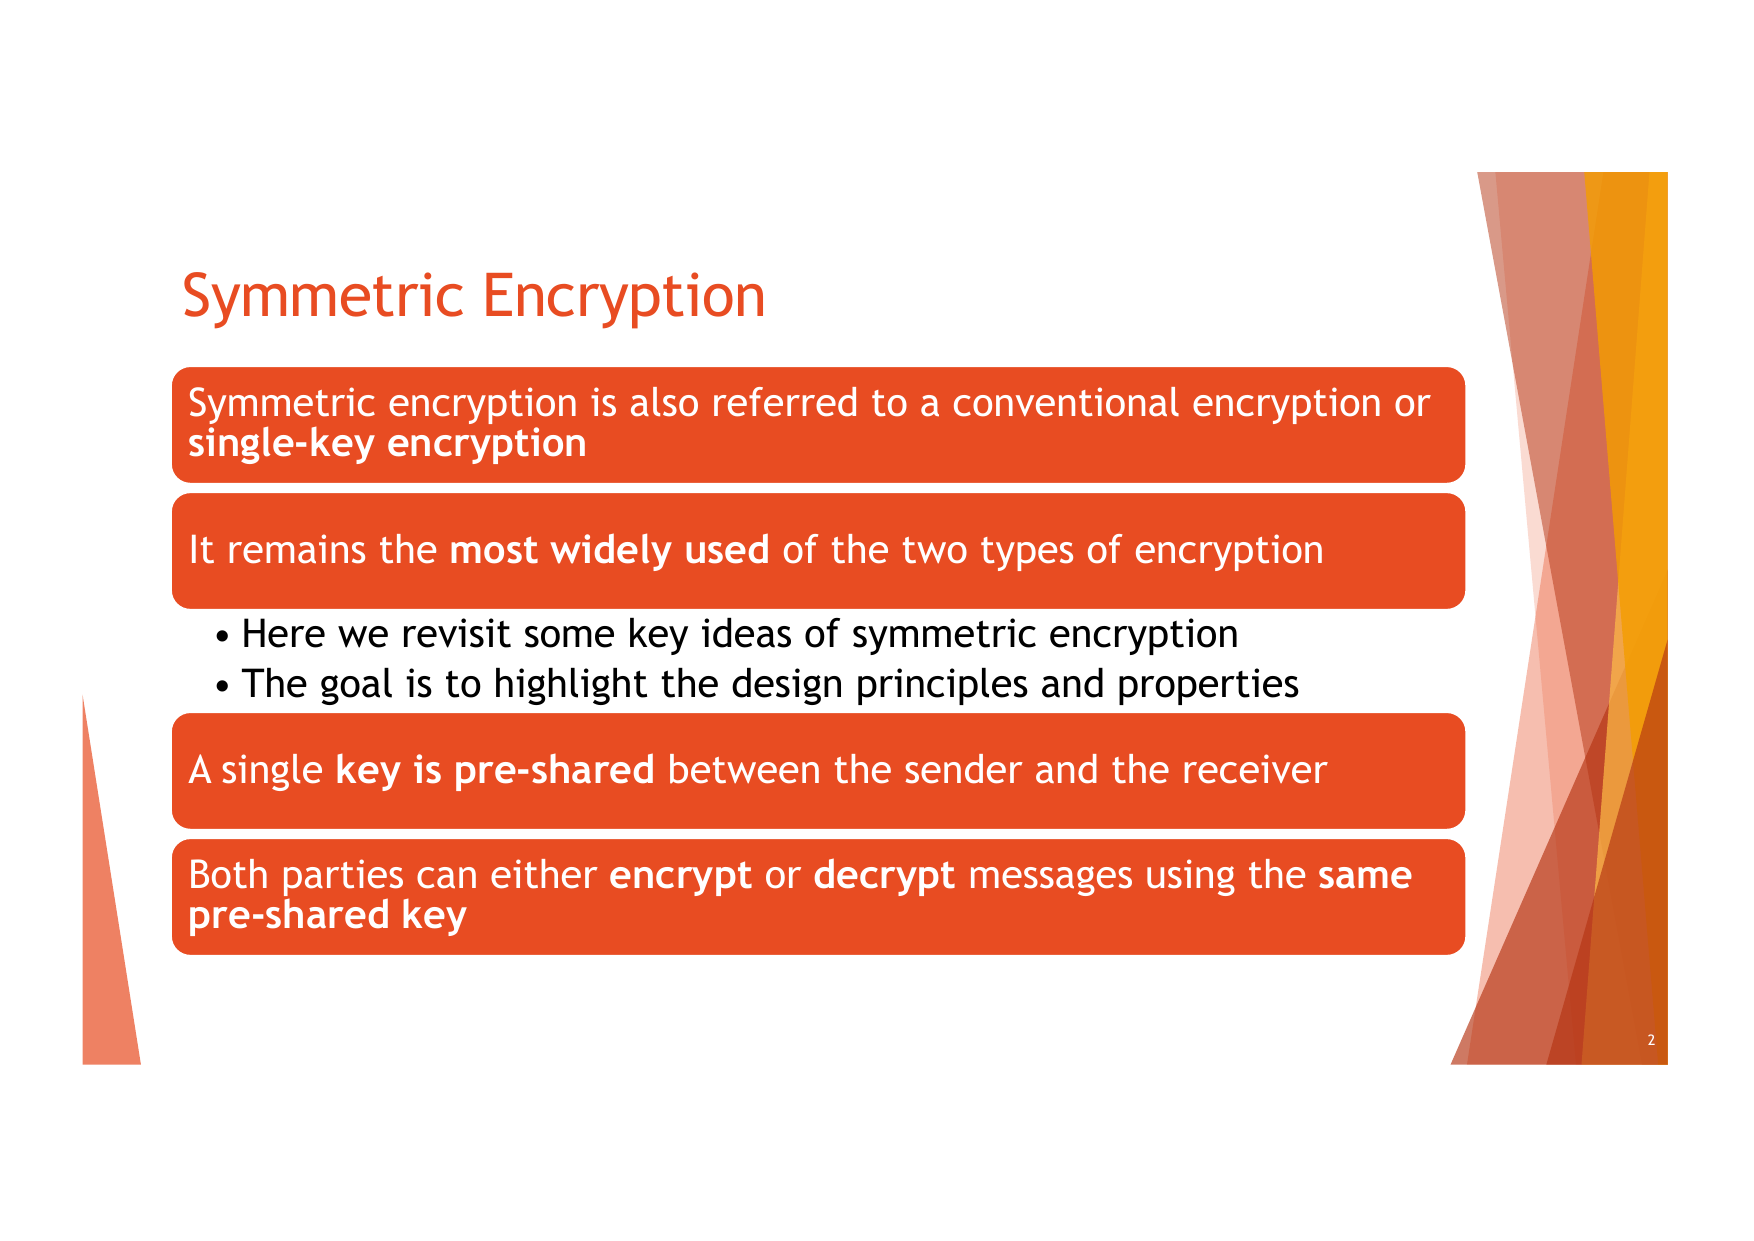 Symmetric Encryption
Symmetric encryption is also referred to a conventional encryption or
single-key encryption
It remains the most widely used of the two types of encryption
• Here we revisit some key ideas of symmetric encryption
• The goal is to highlight the design principles and properties
A single key is pre-shared between the sender and the receiver
Both parties can either encrypt or decrypt messages using the same
pre-shared key
2